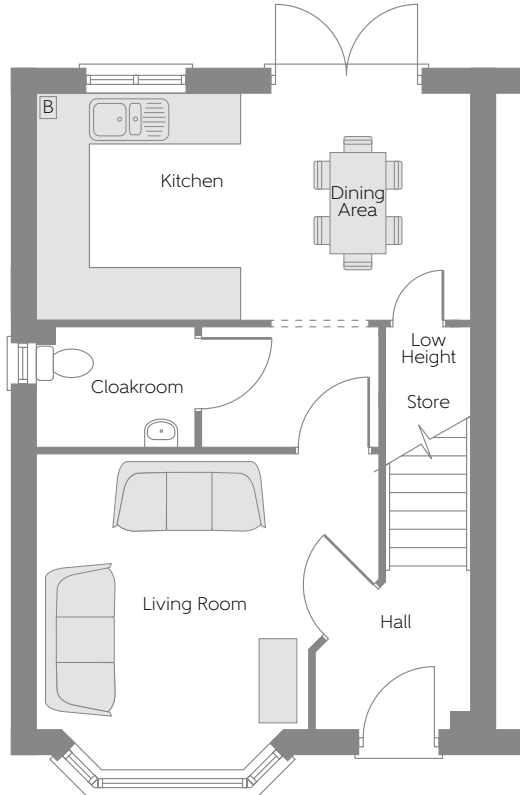 B
Kitchen
Dining
Area
Low
Height
Store
Cloakroom
Living Room
Hall